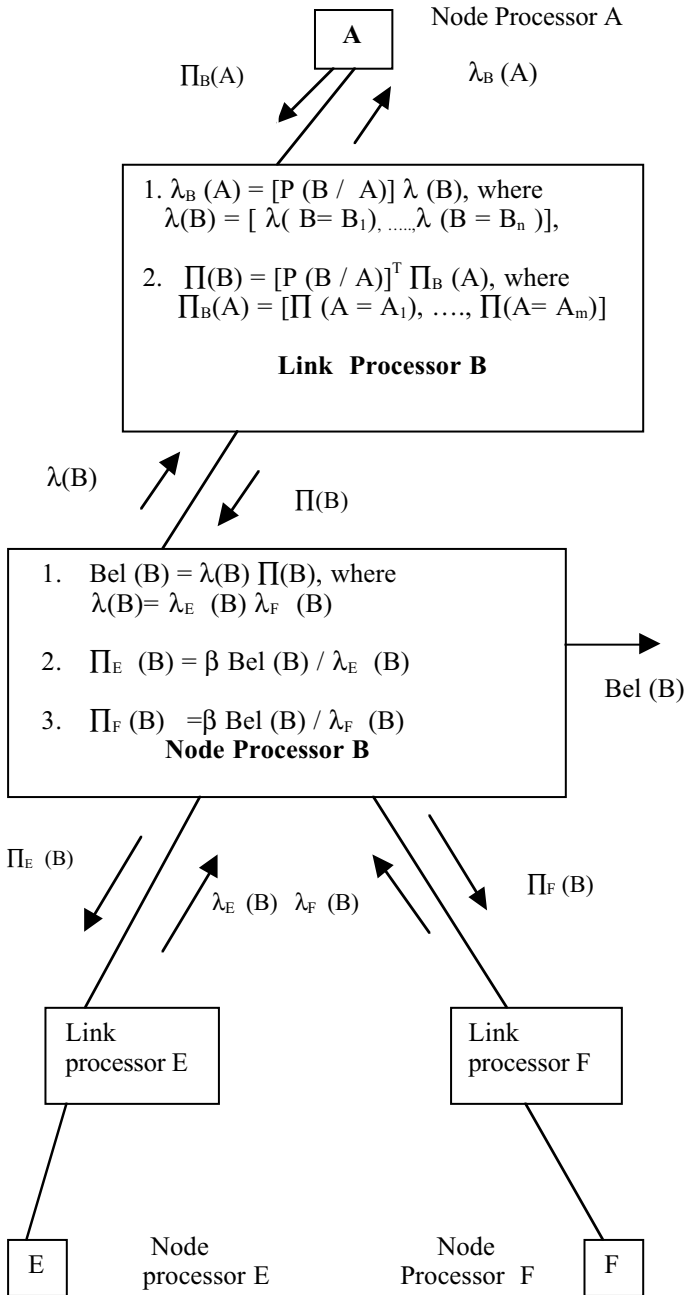 A
Node Processor A
∏B(A)
λB (A)
1. λB (A) = [P (B / A)] λ (B), where
λ(B) = [ λ( B= B1), ....., λ (B = Bn )],
2. ∏(B) = [P (B / A)]T ∏B (A), where
∏B(A) = [∏ (A = A1), …., ∏(A= Am)]
Link Processor B
λ(B)
∏(B)
1. Bel (B) = λ(B) ∏(B), where
λ(B)= λE (B) λF (B)
2. ∏E (B) = β Bel (B) / λE (B)
3. ∏F (B) =β Bel (B) / λF (B)
Node Processor B
Bel (B)
∏E (B)
λE (B) λF (B)
∏F (B)
Link
processor E
Link
processor F
E
Node
processor E
Node
Processor F
F